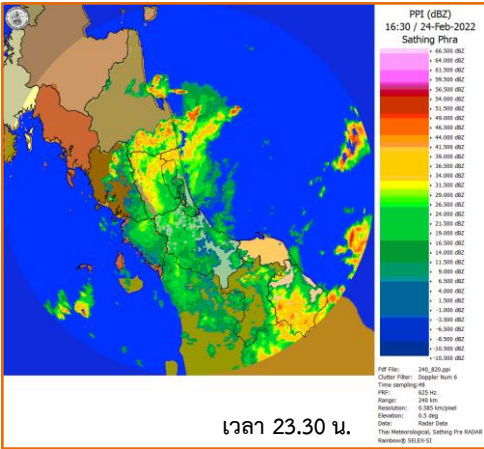 PPI (dBZ)
16:30 / 24-Feb-2022
Sathing Phra
66.500 dBZ
64.000 dBZ
61.500 dBZ
59.000 dBZ
56.500 dBZ
54.000 dBZ
51.500 dBZ
49.000 dBZ
46.500 dBZ
44.000 dBZ
41.500 dBZ
39.000 dBZ
36.500 dBZ
34.000 dBZ
31.500 dBZ
29.000 dBZ
26.500 dBZ
24.000 dBZ
21.500 dBZ
19.000 dBZ
16.500 dBZ
14.000 dBZ
11.500 dBZ
9.000 dBZ
6.500 dBZ
4.000 dBZ
1.500 dBZ
-1.000 dBZ
-3.500 dBZ
-6.000 dBZ
-8.500 dBZ
-10.500 dBZ
Pdf File: 240_820.ppi
Clutter Filter: Doppler Num 6
Time sampling:49
PRF: 625 Hz
Range: 240 km
Resolution: 0.585 km/pixel
Elevation: 0.5 deg
Data: Radar Data
Thai Meteorological, Sathing Pra RADAR
Rainbow® SELEX-SI
เวลา 23.30 น.